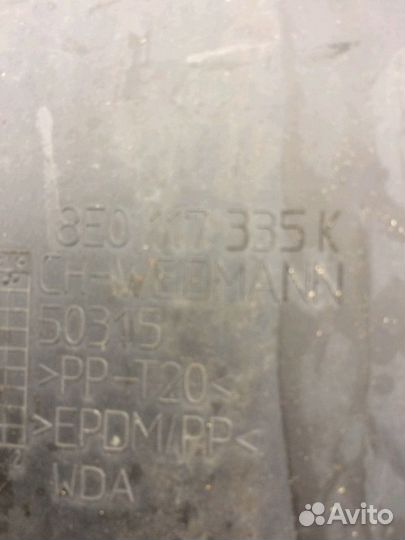 8E0 117 335 K
CH-WEIDMANN
50315
>PP-T20<
>EPDM/PP<
WDA
Avito